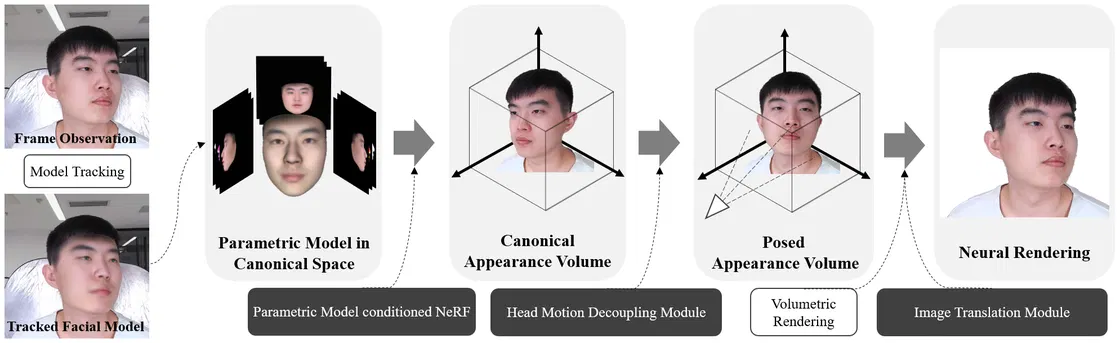 Frame Observation
Model Tracking
Tracked Facial Model
Parametric Model in
Canonical Space
Canonical
Appearance Volume
Posed
Appearance Volume
Neural Rendering
Parametric Model conditioned NeRF
Head Motion Decoupling Module
Volumetric
Rendering
Image Translation Module